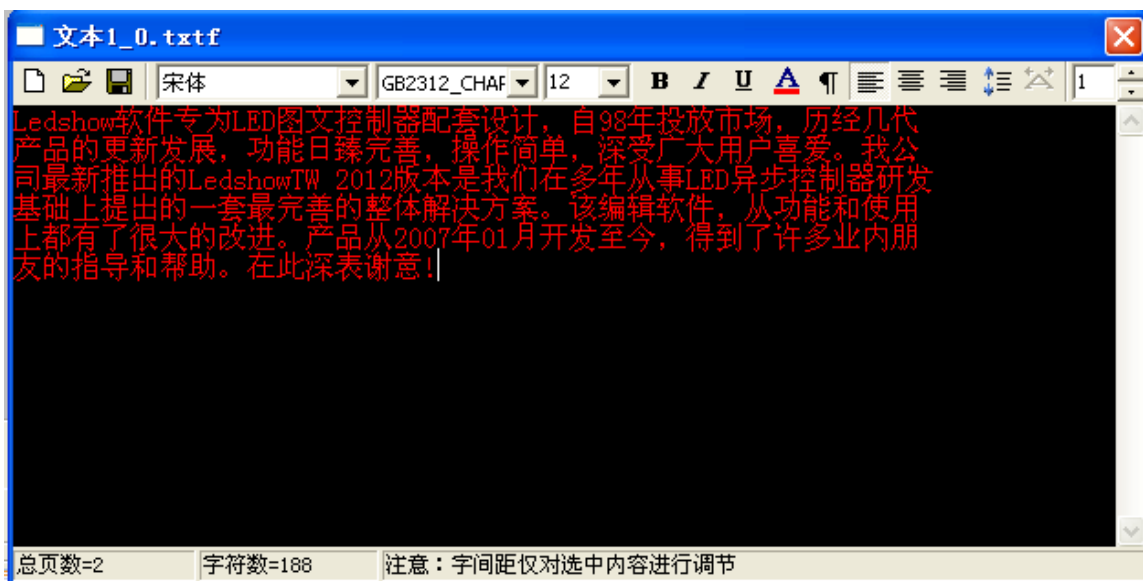 文本1_0.txtf
宋体 GB2312_CHAR 12 B I U A ¶ 1
Ledshow软件专为LED图文控制器配套设计，自98年投放市场，历经几代
产品的更新发展，功能日臻完善，操作简单，深受广大用户喜爱。我公
司最新推出的LedshowTW 2012版本是我们在多年从事LED异步控制器研发
基础上提出的一套最完善的整体解决方案。该编辑软件，从功能和使用
上都有了很大的改进。产品从2007年01月开发至今，得到了许多业内朋
友的指导和帮助。在此深表谢意!
总页数=2 字符数=188 注意：字间距仅对选中内容进行调节